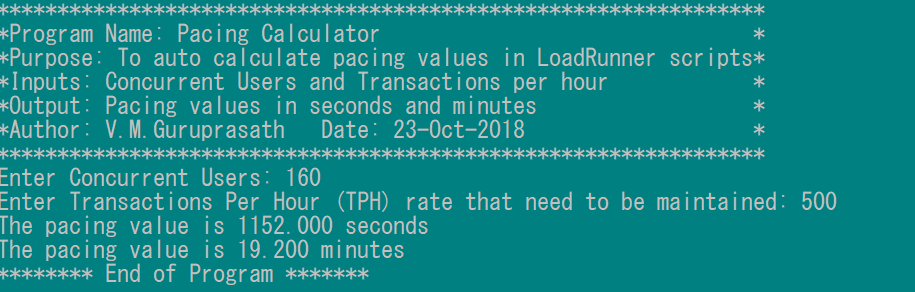 *****************************************************************
*Program Name: Pacing Calculator                                *
*Purpose: To auto calculate pacing values in LoadRunner scripts*
*Inputs: Concurrent Users and Transactions per hour             *
*Output: Pacing values in seconds and minutes                   *
*Author: V.M.Guruprasath   Date: 23-Oct-2018                    *
*****************************************************************
Enter Concurrent Users: 160
Enter Transactions Per Hour (TPH) rate that need to be maintained: 500
The pacing value is 1152.000 seconds
The pacing value is 19.200 minutes
******** End of Program *******